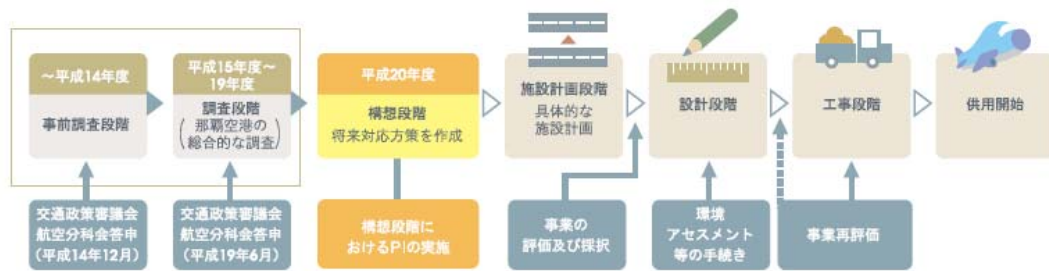 ～平成14年度
事前調査段階
平成15年度～
19年度
調査段階
（那覇空港の
総合的な調査）
平成20年度
構想段階
将来対応方策を作成
施設計画段階
具体的な
施設計画
設計段階
工事段階
供用開始
交通政策審議会
航空分科会答申
（平成14年12月）
交通政策審議会
航空分科会答申
（平成19年6月）
構想段階に
おけるPIの実施
事業の
評価及び採択
環境
アセスメント
等の手続き
事業再評価